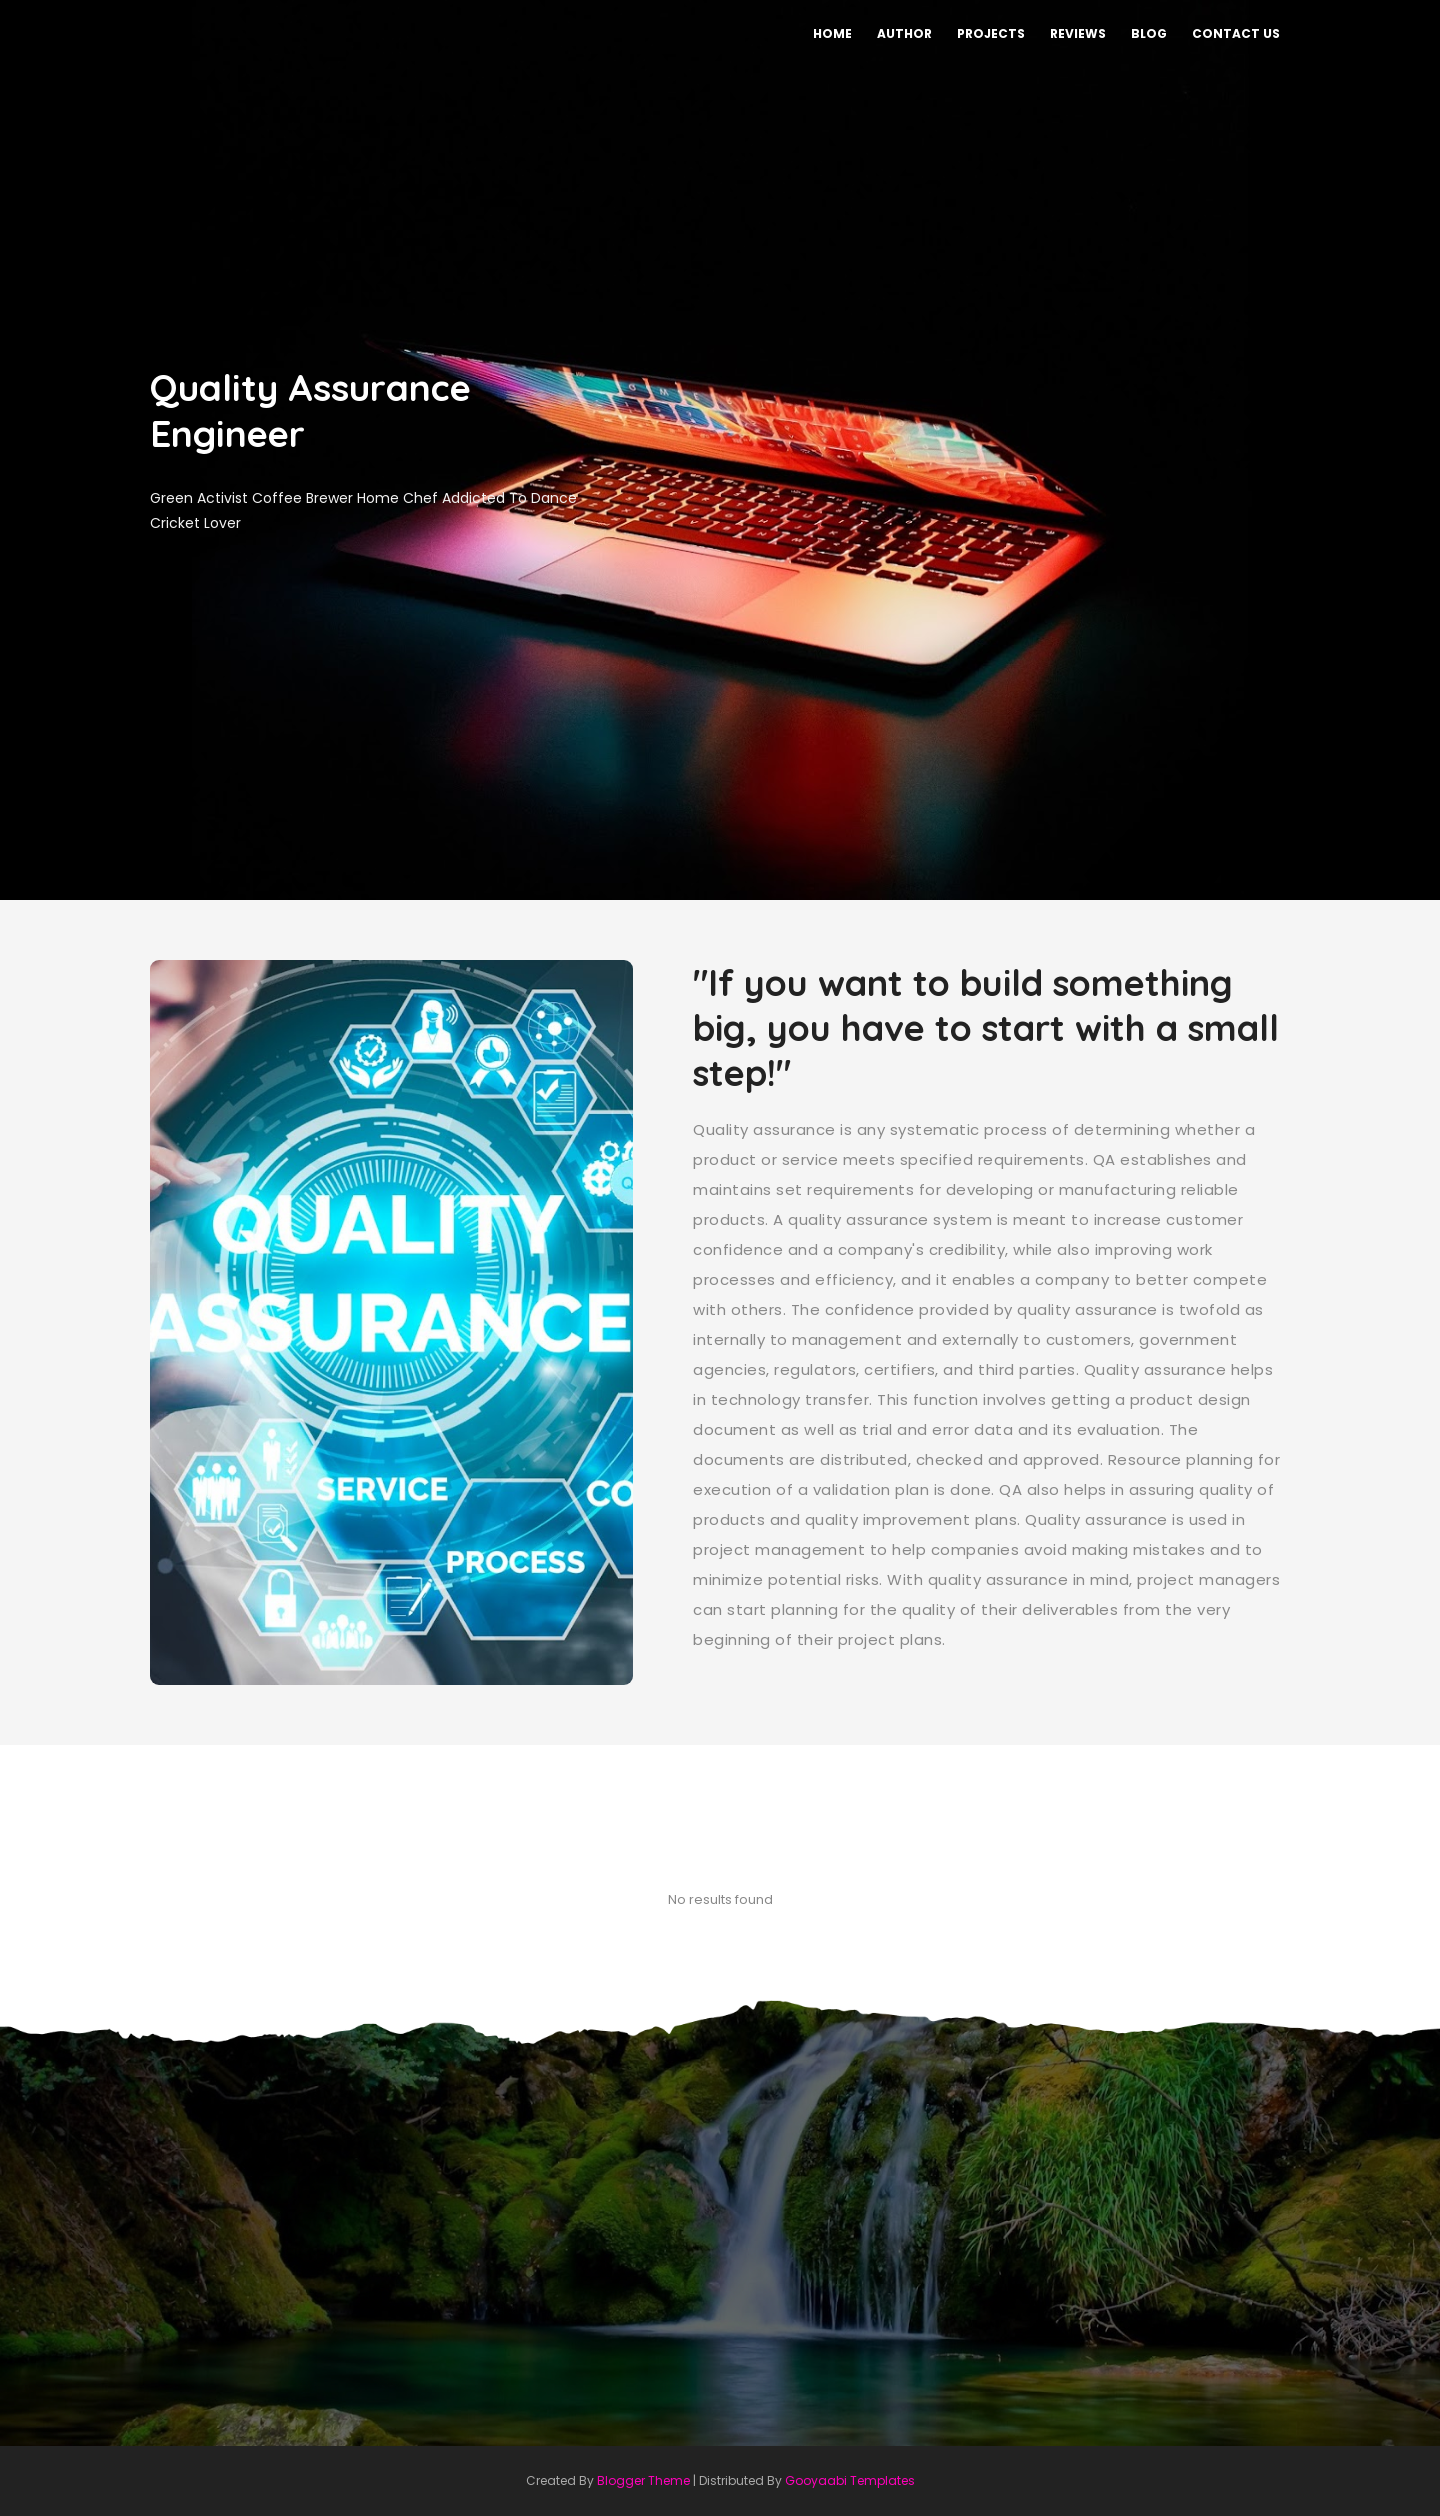 HOME AUTHOR PROJECTS REVIEWS BLOG CONTACT US
Quality Assurance
Engineer
Green Activist Coffee Brewer Home Chef Addicted To Dance
Cricket Lover
QUALITY
ASSURANCE
SERVICE
CO
PROCESS
"If you want to build something
big, you have to start with a small
step!"
Quality assurance is any systematic process of determining whether a
product or service meets specified requirements. QA establishes and
maintains set requirements for developing or manufacturing reliable
products. A quality assurance system is meant to increase customer
confidence and a company's credibility, while also improving work
processes and efficiency, and it enables a company to better compete
with others. The confidence provided by quality assurance is twofold as
internally to management and externally to customers, government
agencies, regulators, certifiers, and third parties. Quality assurance helps
in technology transfer. This function involves getting a product design
document as well as trial and error data and its evaluation. The
documents are distributed, checked and approved. Resource planning for
execution of a validation plan is done. QA also helps in assuring quality of
products and quality improvement plans. Quality assurance is used in
project management to help companies avoid making mistakes and to
minimize potential risks. With quality assurance in mind, project managers
can start planning for the quality of their deliverables from the very
beginning of their project plans.
No results found
Created By Blogger Theme | Distributed By Gooyaabi Templates